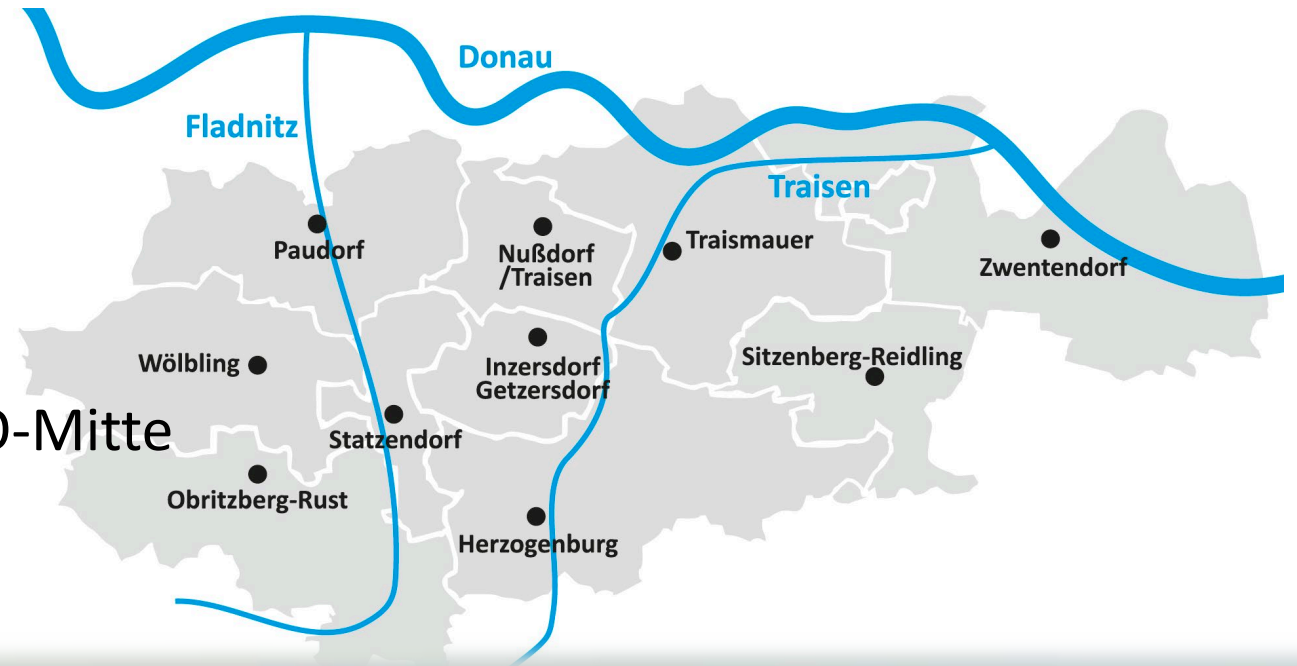 Donau
Fladnitz
Traisen
Paudorf
Nußdorf
/Traisen
Traismauer
Zwentendorf
Wölbling
Inzersdorf
Getzersdorf
Sitzenberg-Reidling
-Mitte
Statzendorf
Obritzberg-Rust
Herzogenburg